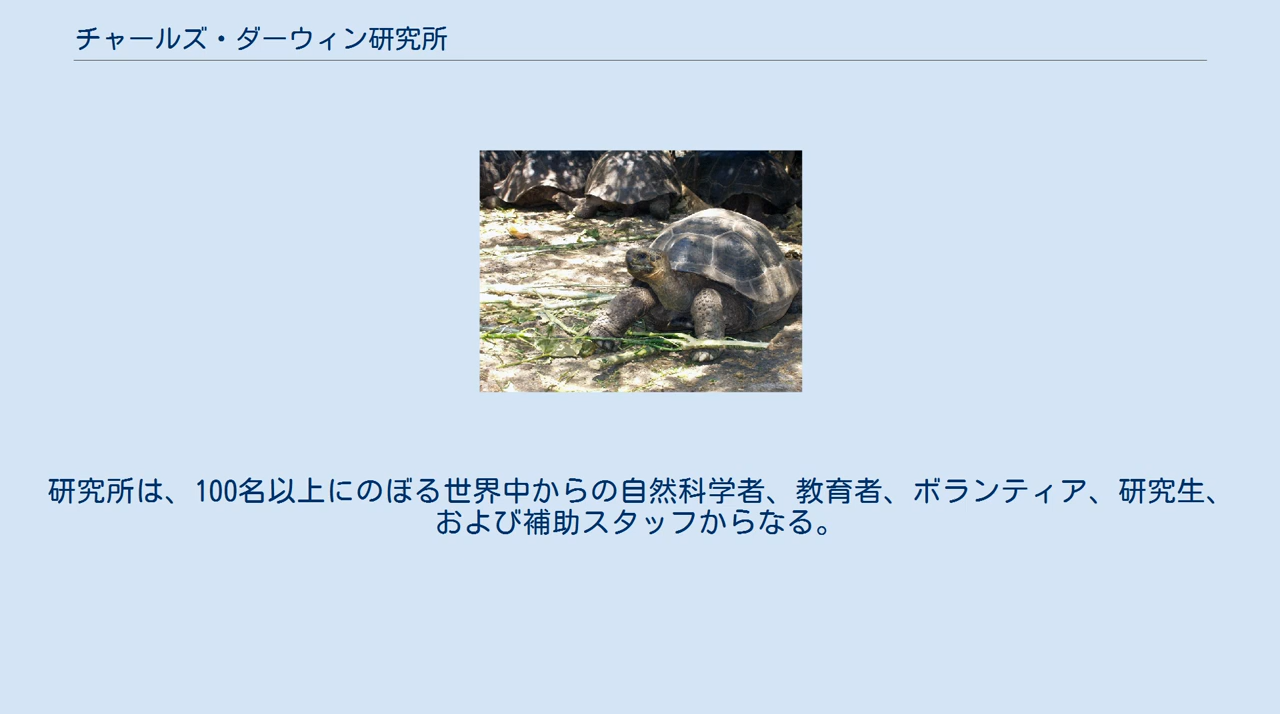 チャールズ・ダーウィン研究所
研究所は、100名以上にのぼる世界中からの自然科学者、教育者、ボランティア、研究生、
および補助スタッフからなる。